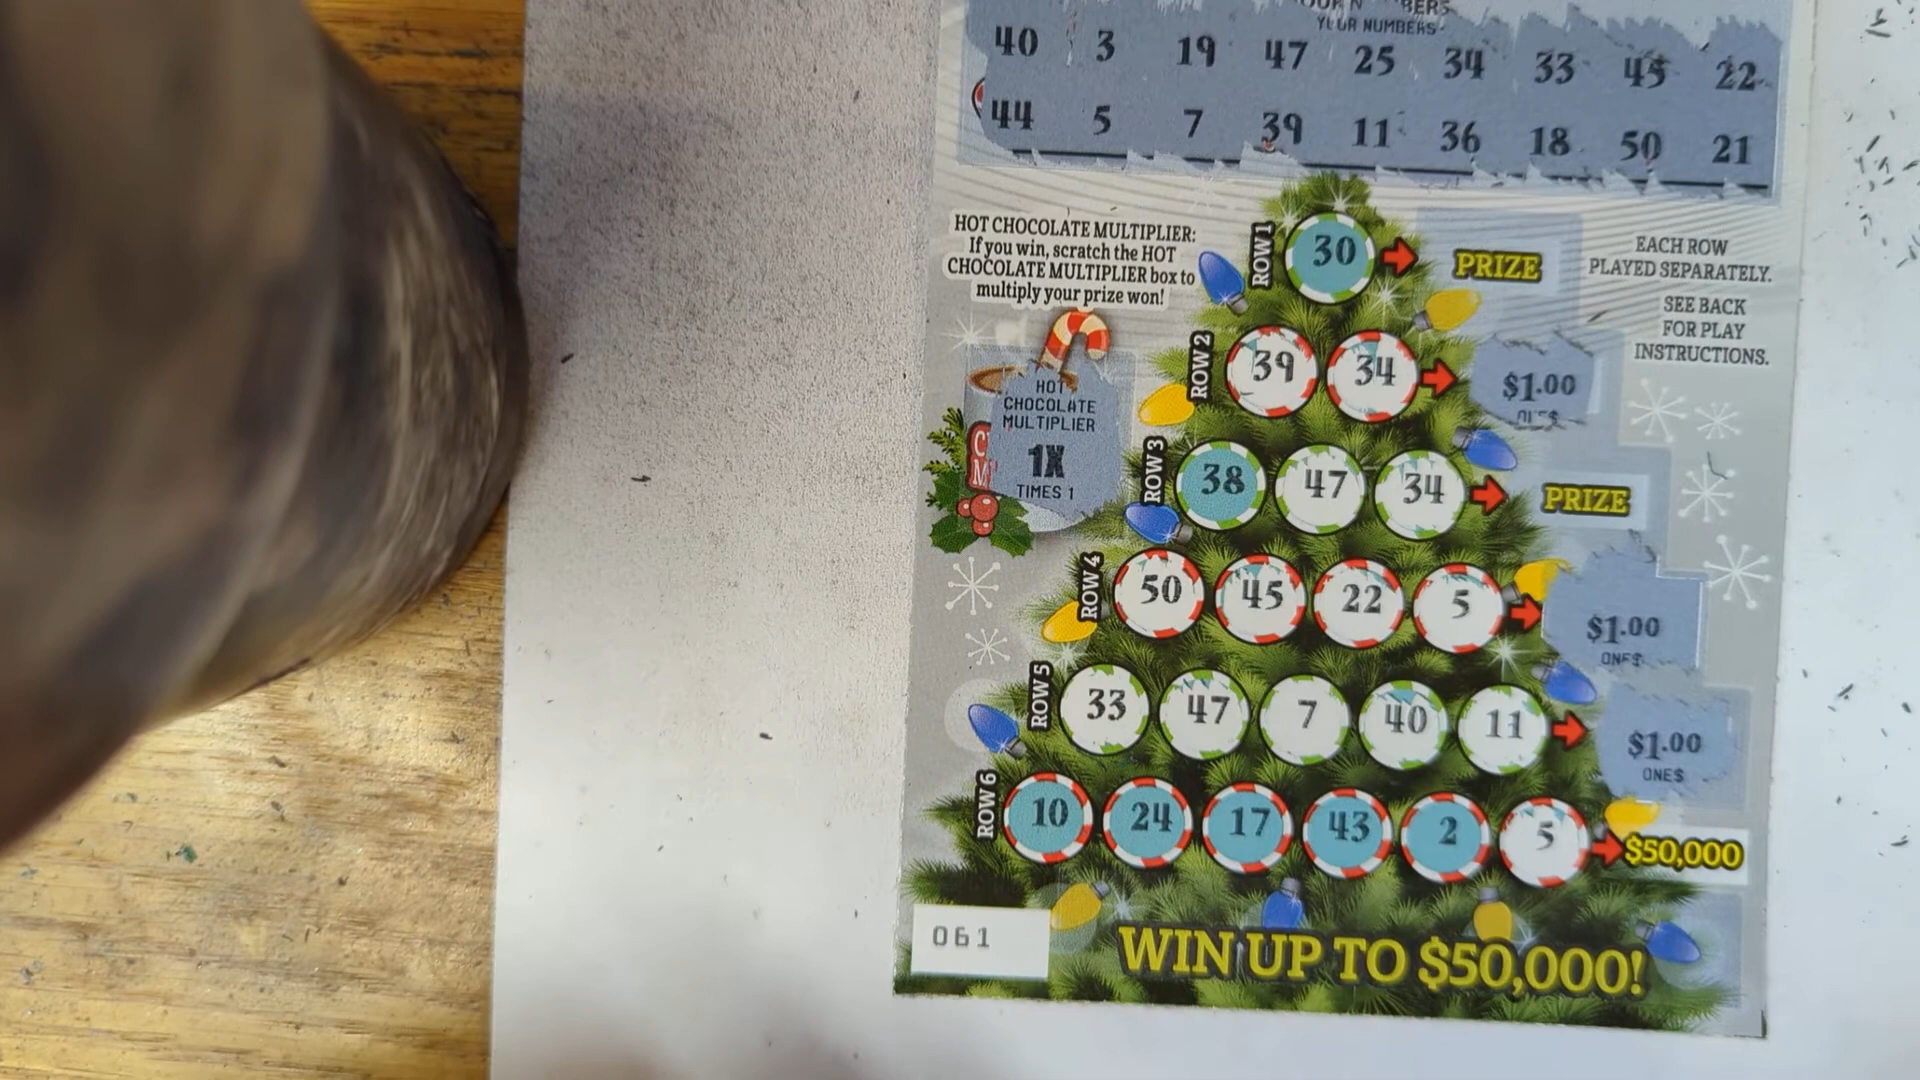 YOUR NUMBERS
40 3 19 47 25 34 33 45 22
44 5 7 39 11 36 18 50 21
HOT CHOCOLATE MULTIPLIER:
If you win, scratch the HOT
CHOCOLATE MULTIPLIER box to
multiply your prize won!
EACH ROW
PLAYED SEPARATELY.
SEE BACK
FOR PLAY
INSTRUCTIONS.
HOT
CHOCOLATE
MULTIPLIER
1X
TIMES 1
ROW 1 30 PRIZE
ROW 2 39 34 $1.00
ROW 3 38 47 34 PRIZE
ROW 4 50 45 22 5 $1.00
ONE$
ROW 5 33 47 7 40 11 $1.00
ONE$
ROW 6 10 24 17 43 2 5 $50,000
061
WIN UP TO $50,000!